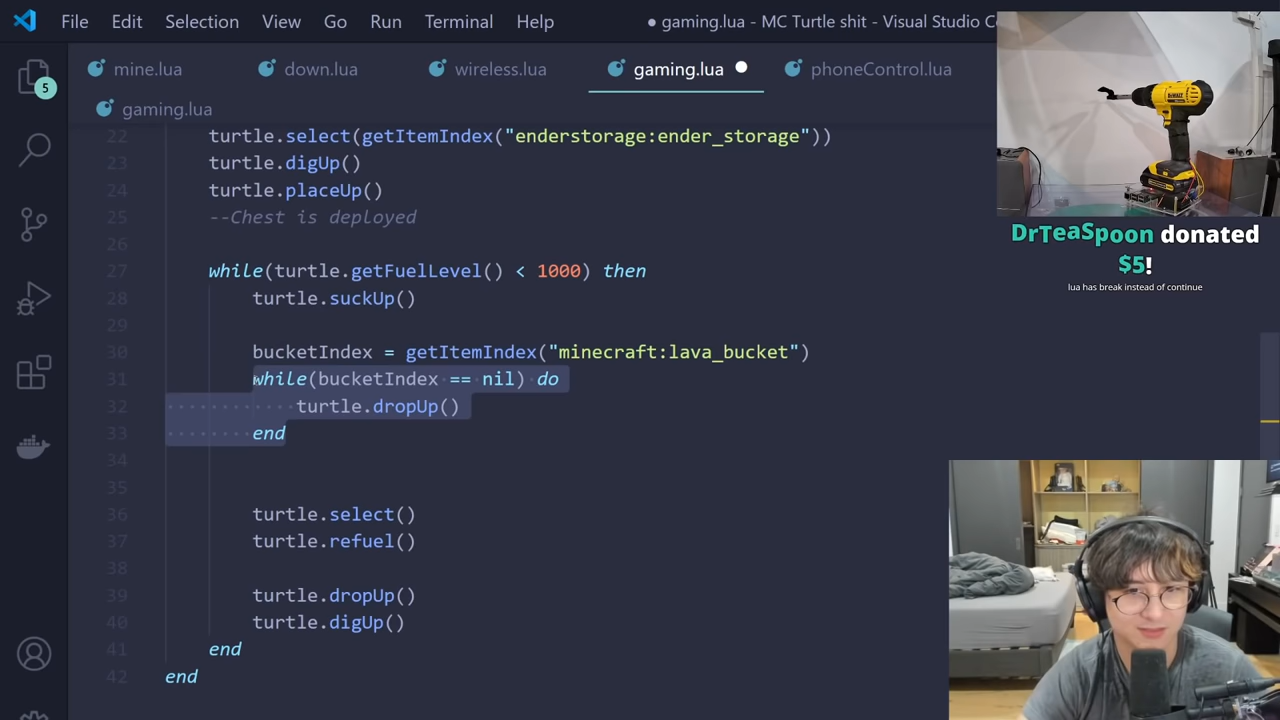 File Edit Selection View Go Run Terminal Help ● gaming.lua - MC Turtle shit - Visual Studio Co
mine.lua down.lua wireless.lua gaming.lua phoneControl.lua
gaming.lua
5
22 turtle.select(getItemIndex("enderstorage:ender_storage"))
23 turtle.digUp()
24 turtle.placeUp()
25 --Chest is deployed
26
27 while(turtle.getFuelLevel() < 1000) then
28 turtle.suckUp()
29
30 bucketIndex = getItemIndex("minecraft:lava_bucket")
31 while(bucketIndex == nil) do
32 turtle.dropUp()
33 end
34
35
36 turtle.select()
37 turtle.refuel()
38
39 turtle.dropUp()
40 turtle.digUp()
41 end
42 end
DEWALT
DrTeaSpoon donated
$5!
lua has break instead of continue